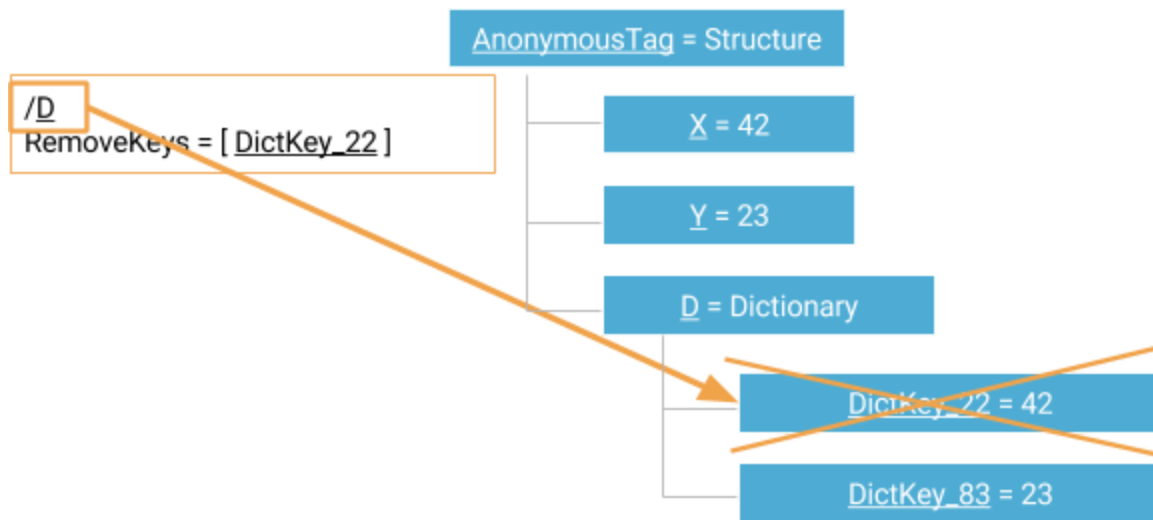 AnonymousTag = Structure
/D
RemoveKeys = [ DictKey_22 ]
X = 42
Y = 23
D = Dictionary
DictKey_22 = 42
DictKey_83 = 23